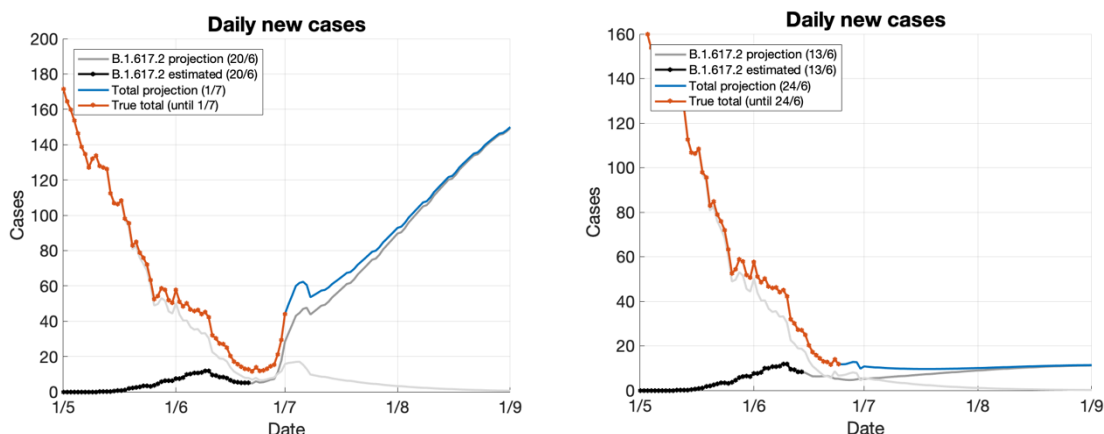 Daily new cases
200
180
160
140
120
100
80
60
40
20
0
Cases
B.1.617.2 projection (20/6)
B.1.617.2 estimated (20/6)
Total projection (1/7)
True total (until 1/7)
1/5
1/6
1/7
1/8
1/9
Date
Daily new cases
160
140
120
100
80
60
40
20
0
Cases
B.1.617.2 projection (13/6)
B.1.617.2 estimated (13/6)
Total projection (24/6)
True total (until 24/6)
1/5
1/6
1/7
1/8
1/9
Date